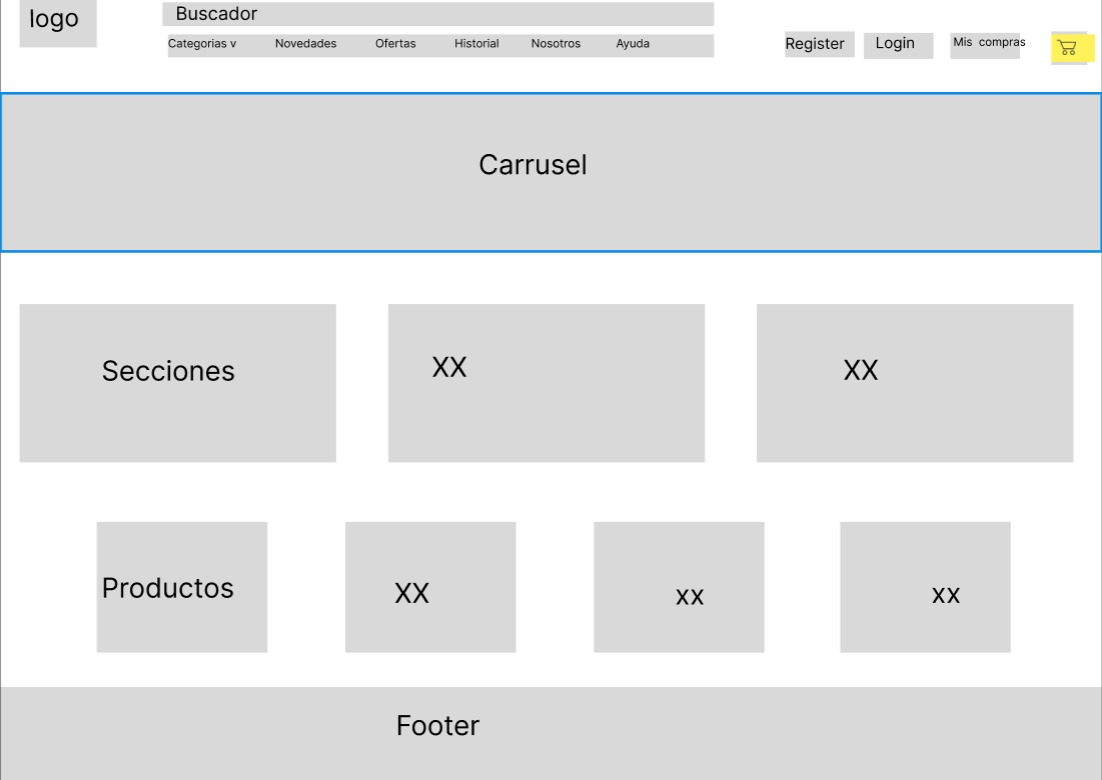 logo
Buscador
Categorias v Novedades Ofertas Historial Nosotros Ayuda
Register Login Mis compras
Carrusel
Secciones XX XX
Productos XX xx xx
Footer